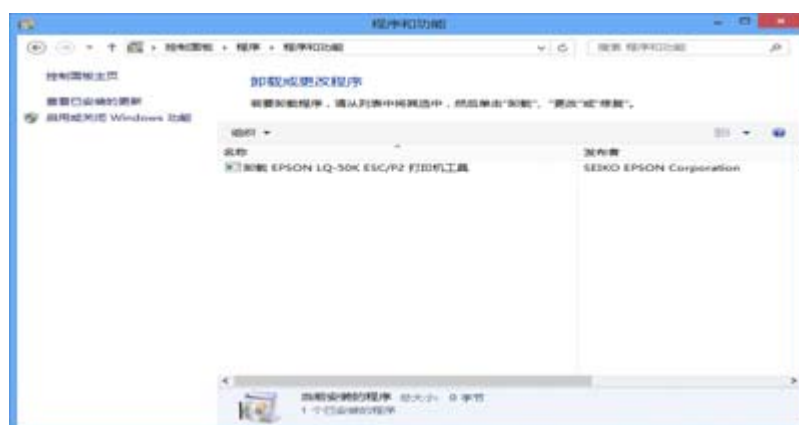 程序和功能
控制面板 程序 程序和功能
搜索 程序和功能
控制面板主页
查看已安装的更新
启用或关闭 Windows 功能
卸载或更改程序
若要卸载程序，请从列表中将其选中，然后单击“卸载”、“更改”或“修复”。
组织
名称 发布者
卸载 EPSON LQ-50K ESC/P2 打印机工具 SEIKO EPSON Corporation
当前安装的程序 总大小: 0 字节
1 个已安装的程序